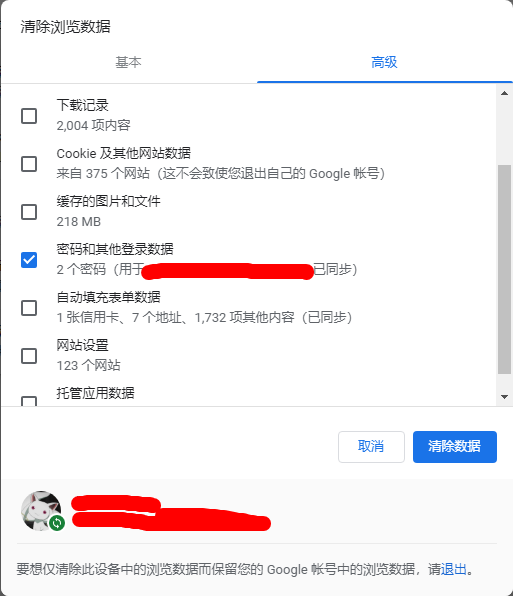 清除浏览数据
基本
高级
下载记录
2,004 项内容
Cookie 及其他网站数据
来自 375 个网站（这不会致使您退出自己的 Google 帐号）
缓存的图片和文件
218 MB
密码和其他登录数据
2 个密码（用于
已同步）
自动填充表单数据
1 张信用卡、7 个地址、1,732 项其他内容（已同步）
网站设置
123 个网站
托管应用数据
取消
清除数据
要想仅清除此设备中的浏览数据而保留您的 Google 帐号中的浏览数据，请退出。